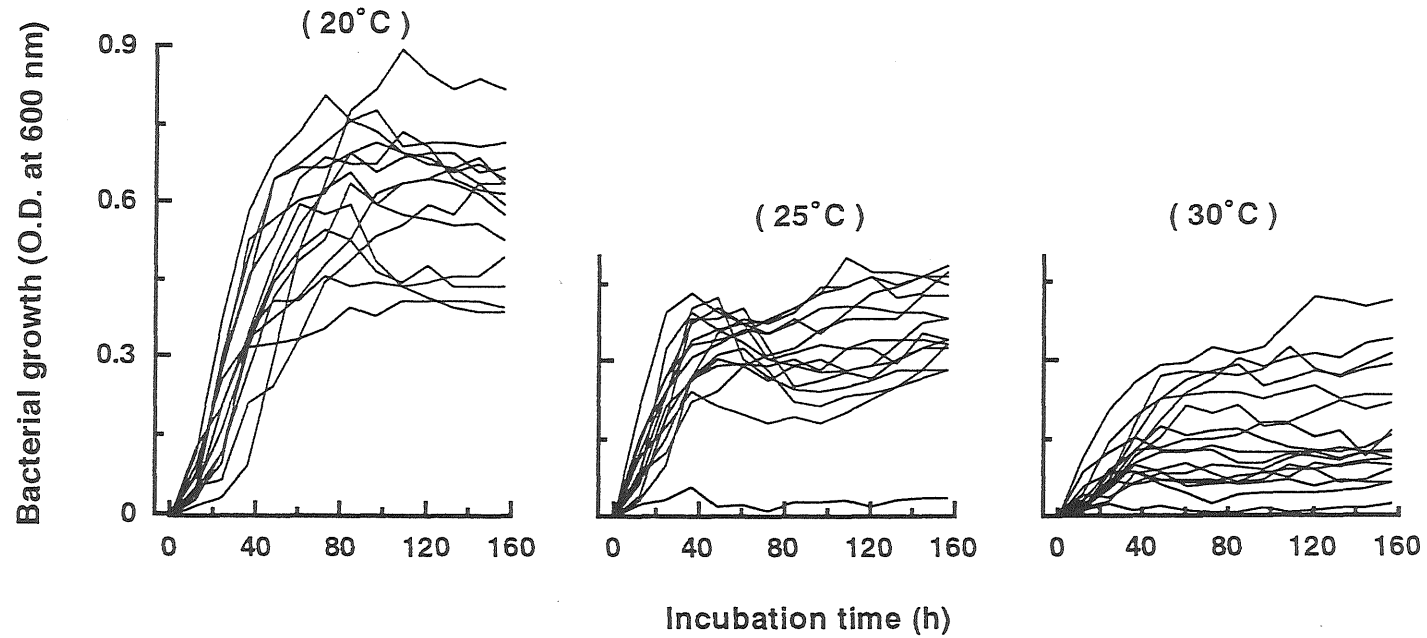 ( 20°C )
( 25°C )
( 30°C )
Bacterial growth (O.D. at 600 nm)
0.9
0.6
0.3
0
0 40 80 120 160
0 40 80 120 160
0 40 80 120 160
Incubation time (h)